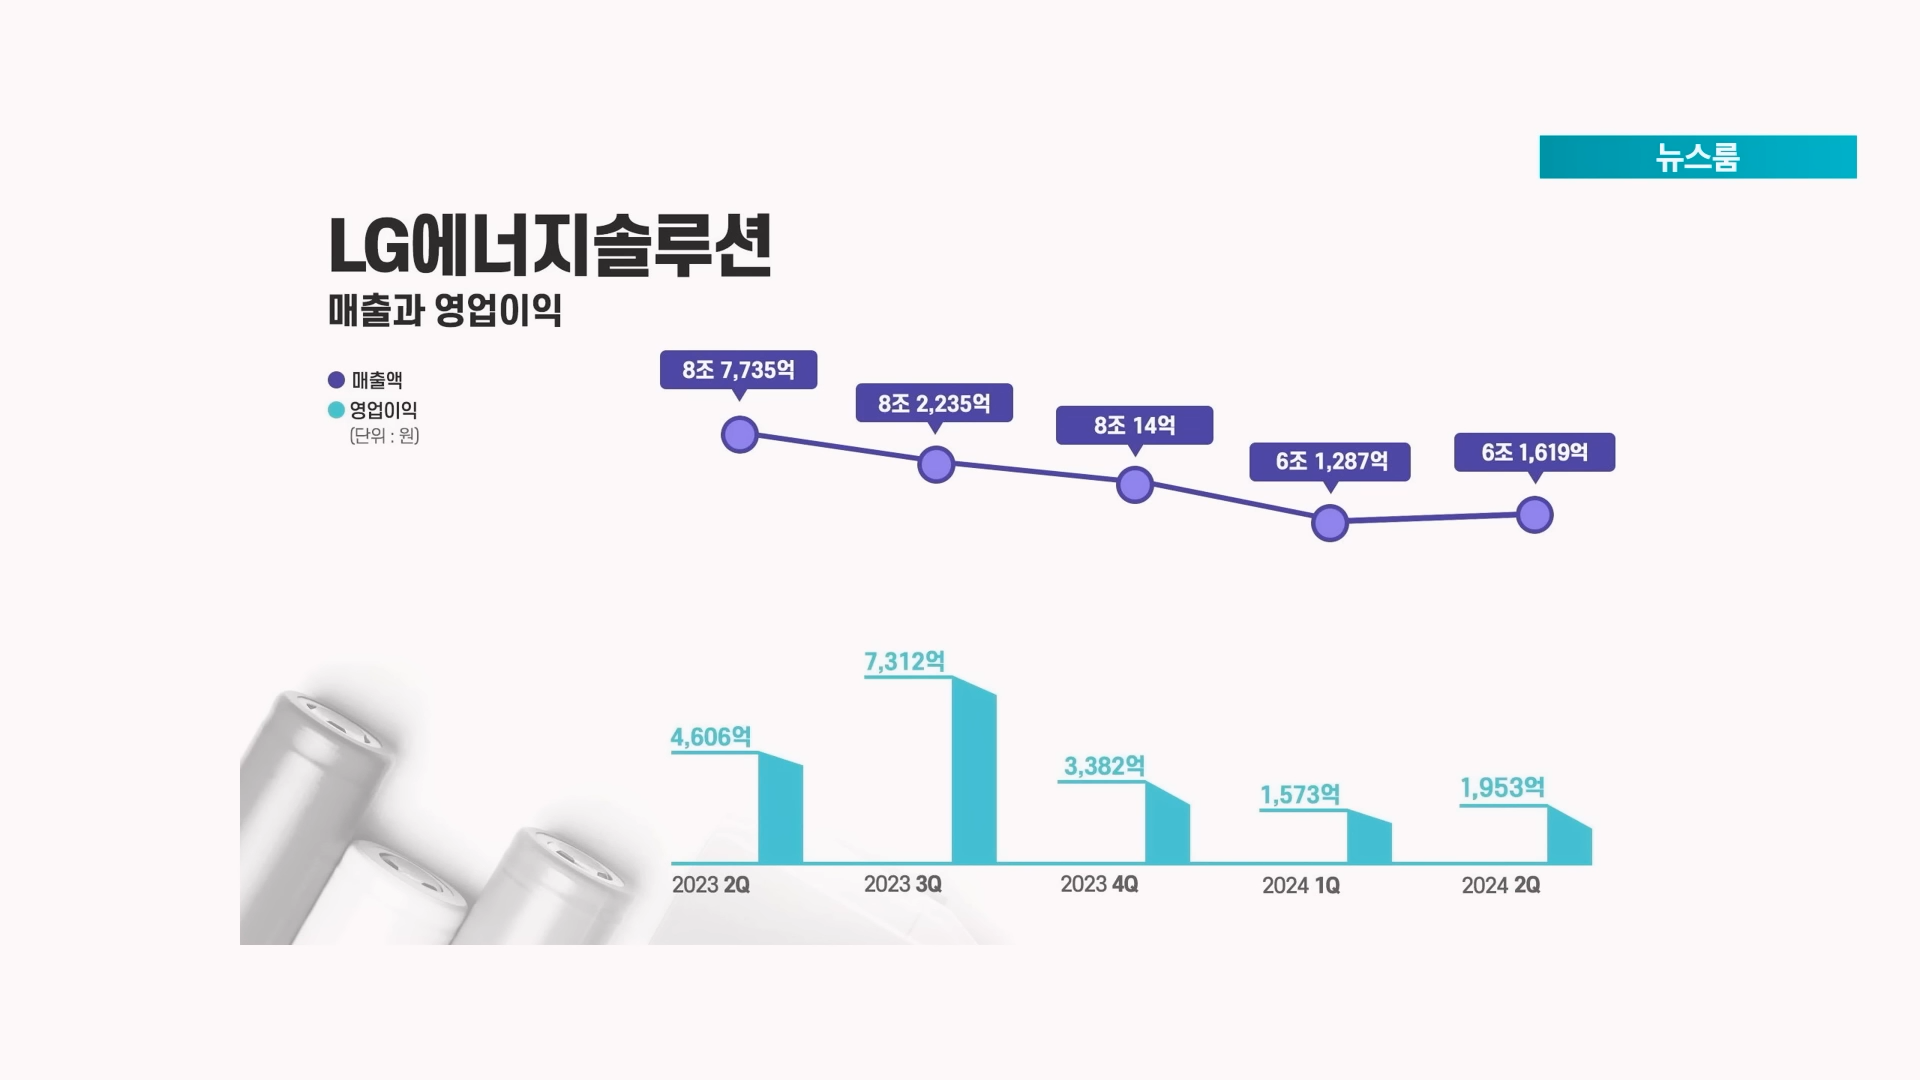 뉴스룸
LG에너지솔루션
매출과 영업이익
매출액
영업이익
(단위 : 원)
8조 7,735억
8조 2,235억
8조 14억
6조 1,287억
6조 1,619억
4,606억
7,312억
3,382억
1,573억
1,953억
2023 2Q
2023 3Q
2023 4Q
2024 1Q
2024 2Q